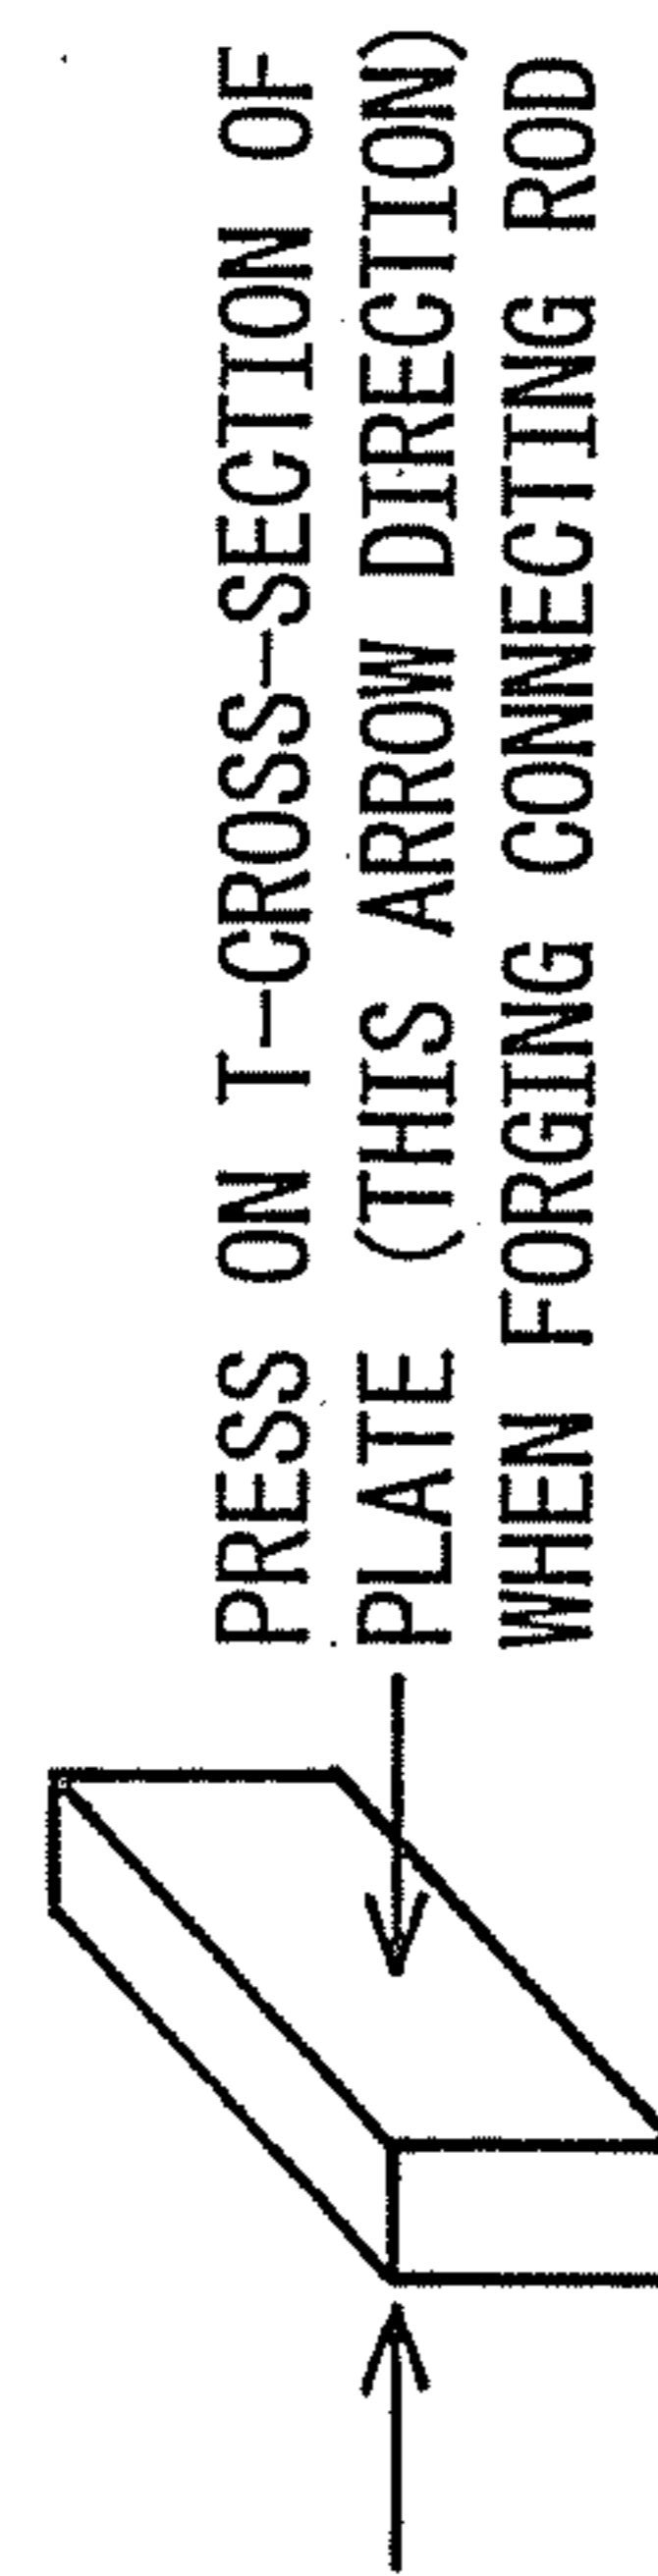 PRESS ON T-CROSS-SECTION OF
PLATE (THIS ARROW DIRECTION)
WHEN FORGING CONNECTING ROD